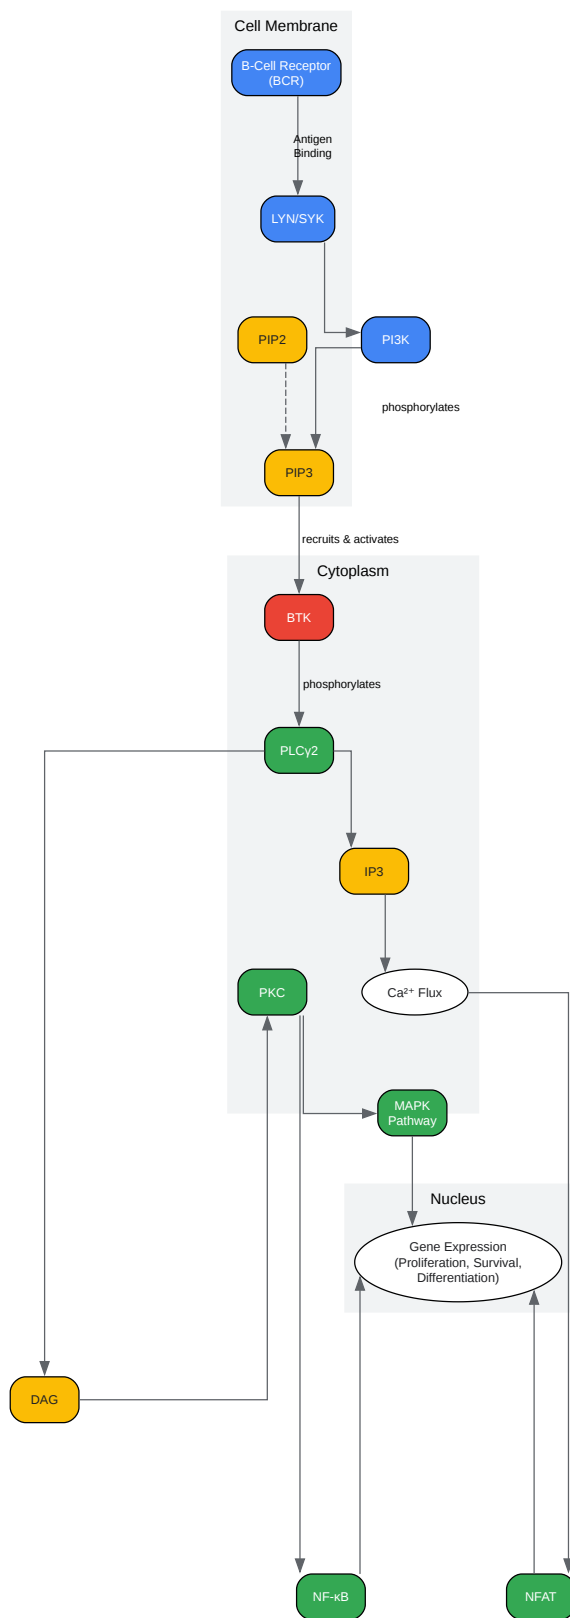 Cell Membrane
B-Cell Receptor
(BCR)
Antigen
Binding
LYN/SYK
PIP2
PI3K
phosphorylates
PIP3
recruits & activates
Cytoplasm
BTK
phosphorylates
PLCγ2
IP3
PKC
Ca²⁺ Flux
MAPK
Pathway
Nucleus
Gene Expression
(Proliferation, Survival,
Differentiation)
DAG
NF-κB
NFAT